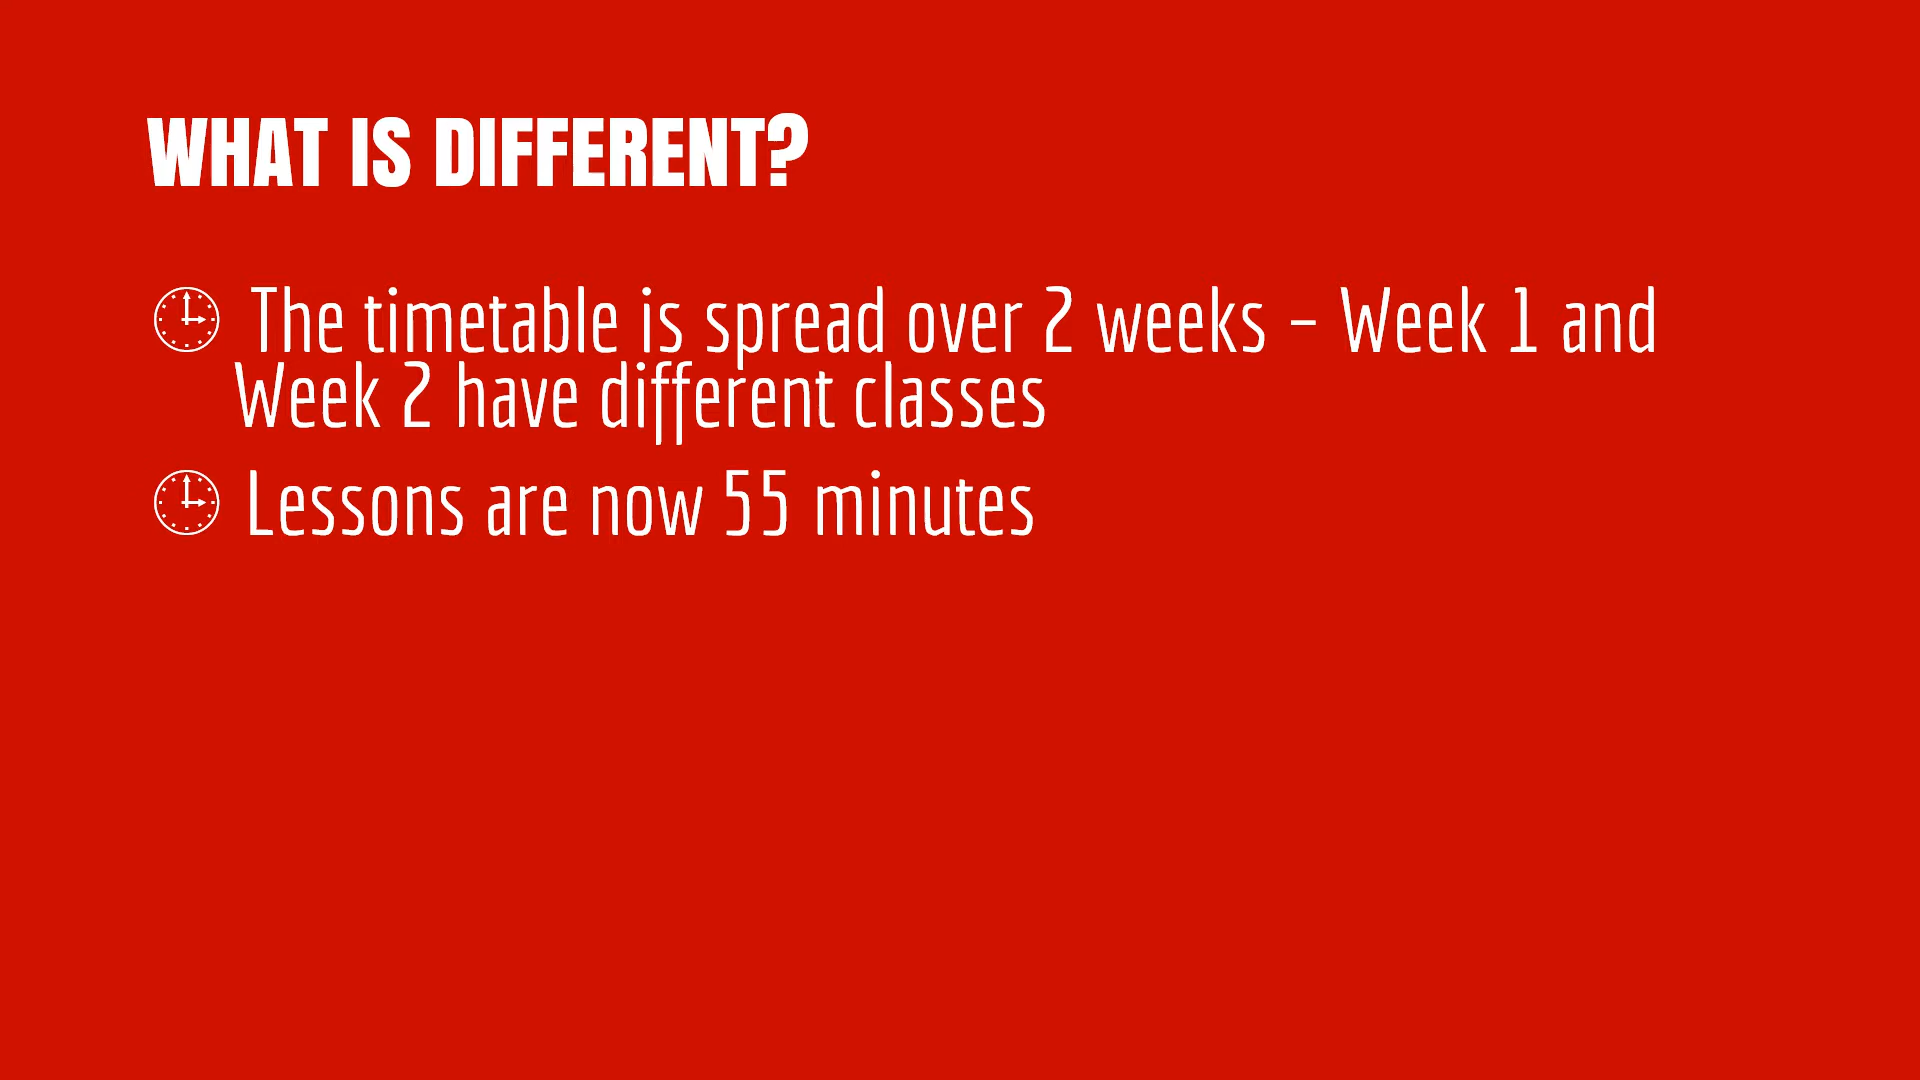 WHAT IS DIFFERENT?
The timetable is spread over 2 weeks – Week 1 and
Week 2 have different classes
Lessons are now 55 minutes